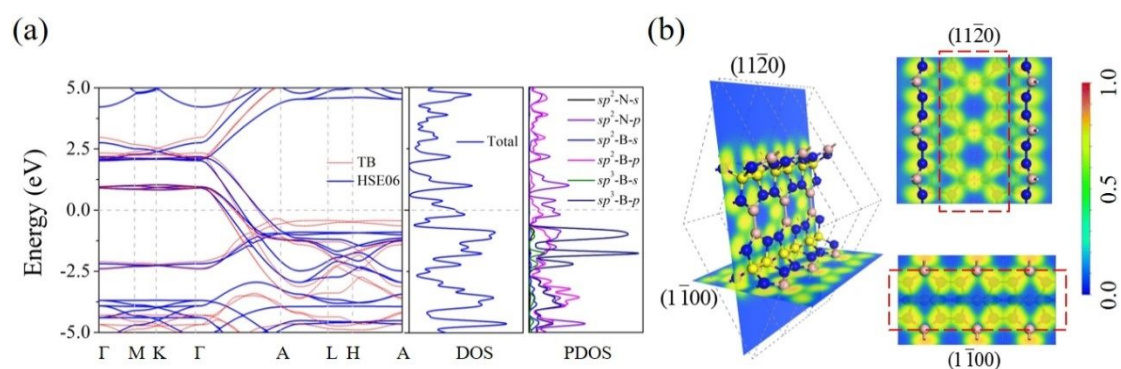 (a)
5.0
2.5
0.0
-2.5
-5.0
Energy (eV)
TB
HSE06
Γ M K Γ A L H A
Total
DOS
sp²-N-s
sp²-N-p
sp²-B-s
sp²-B-p
sp³-B-s
sp³-B-p
PDOS
(b)
(112̅0)
(11̅00)
(112̅0)
(11̅00)
1.0
0.5
0.0